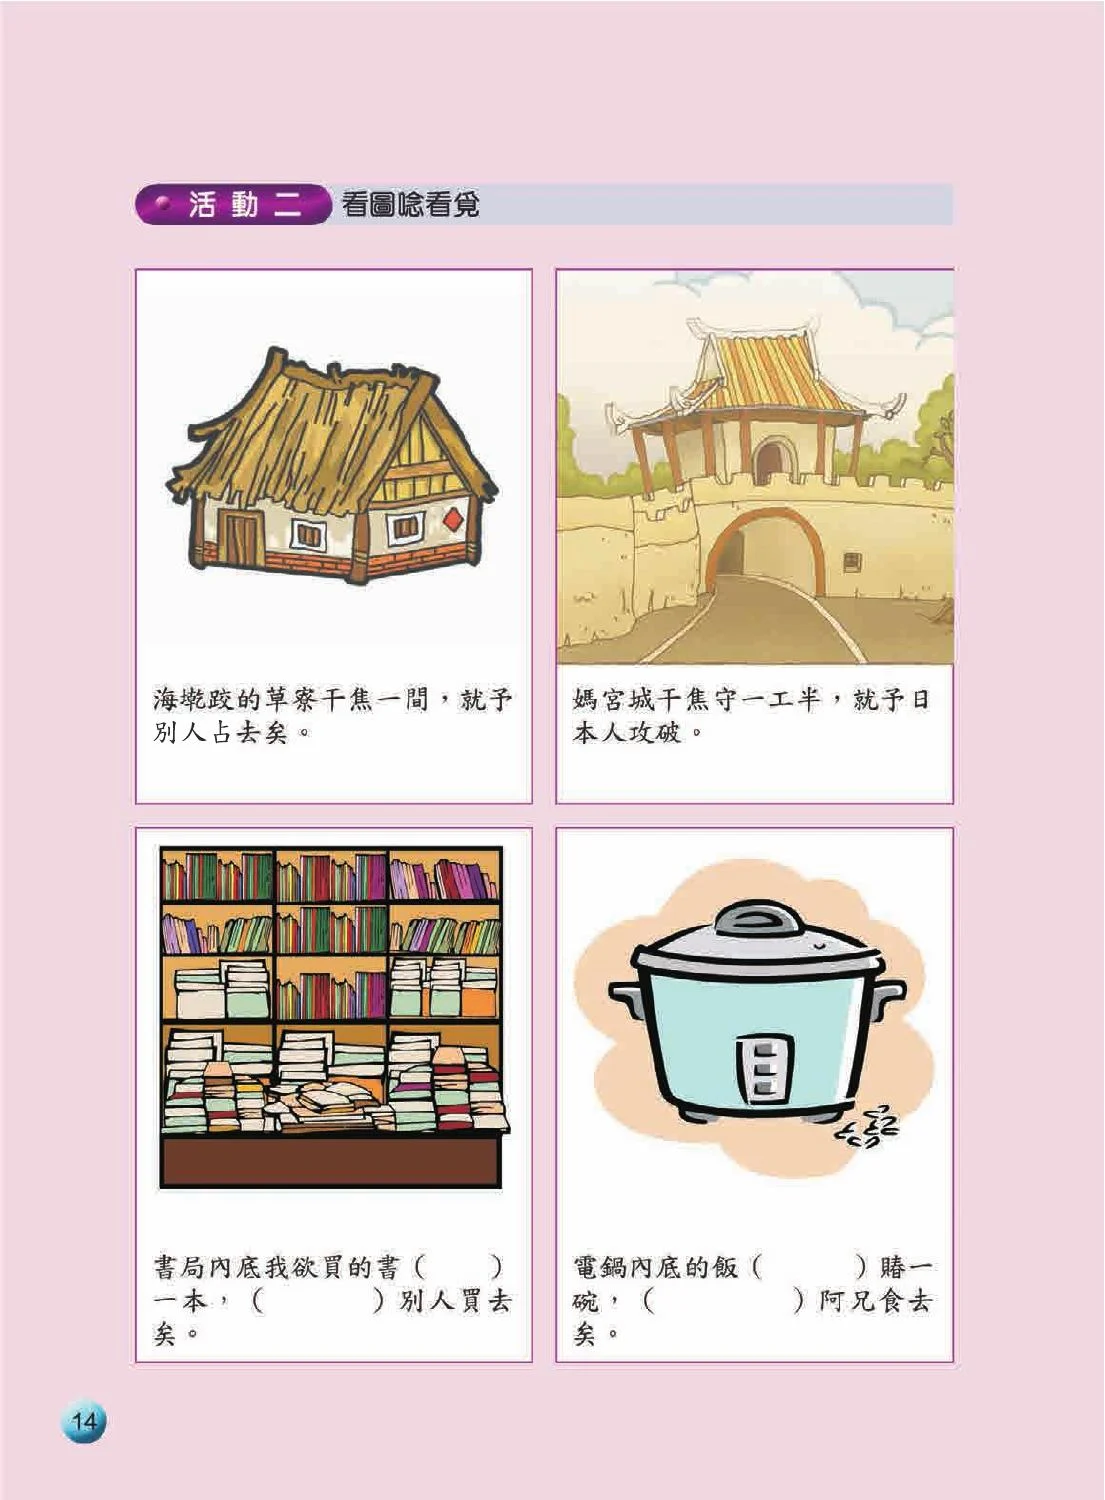 活動二 看圖唸看覓
海墘跤的草寮干焦一間，就予
別人占去矣。
媽宮城干焦守一工半，就予日
本人攻破。
書局內底我欲買的書（　　）
一本，（　　　　）別人買去
矣。
電鍋內底的飯（　　　　）賰一
碗，（　　　　　）阿兄食去
矣。
14